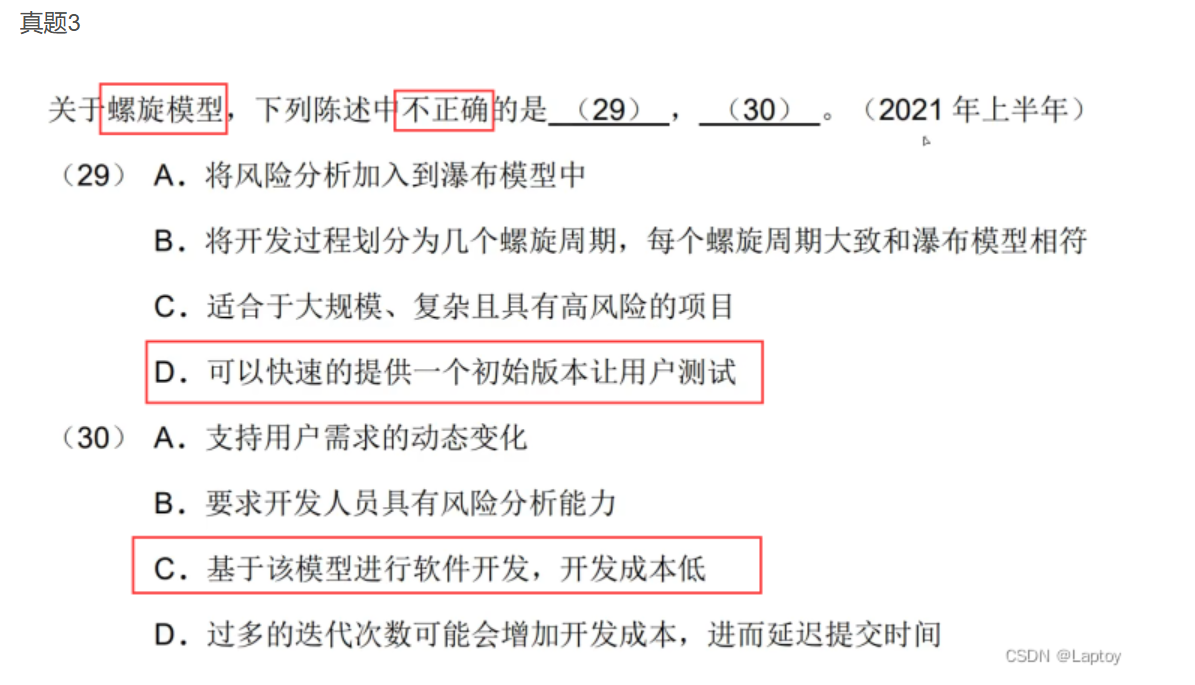 真题3
关于螺旋模型，下列陈述中不正确的是（29），（30）。（2021 年上半年）
（29） A．将风险分析加入到瀑布模型中
B．将开发过程划分为几个螺旋周期，每个螺旋周期大致和瀑布模型相符
C．适合于大规模、复杂且具有高风险的项目
D．可以快速的提供一个初始版本让用户测试
（30） A．支持用户需求的动态变化
B．要求开发人员具有风险分析能力
C．基于该模型进行软件开发，开发成本低
D．过多的迭代次数可能会增加开发成本，进而延迟提交时间
CSDN @Laptoy